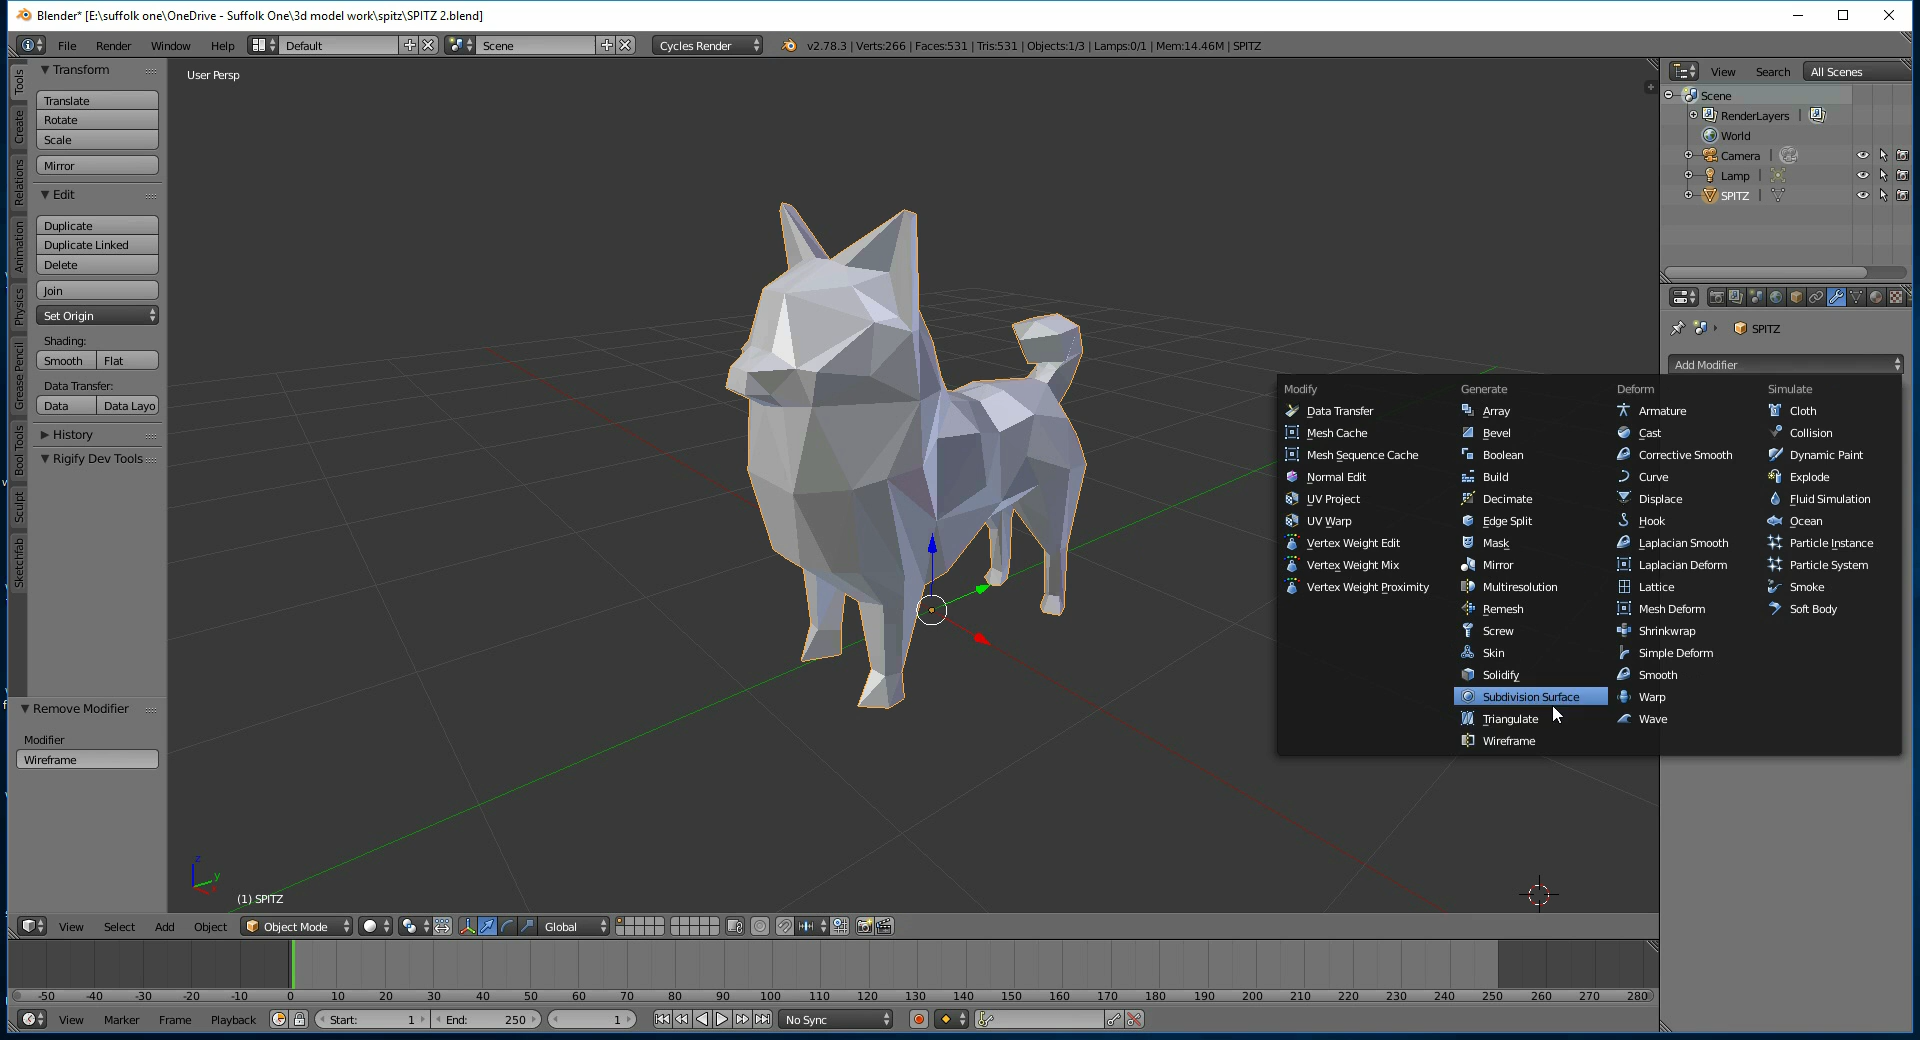 Blender* [E:\suffolk one\OneDrive - Suffolk One\3d model work\spitz\SPITZ 2.blend]
File Render Window Help Default Scene Cycles Render v2.78.3 | Verts:266 | Faces:531 | Tris:531 | Objects:1/3 | Lamps:0/1 | Mem:14.46M | SPITZ
Tools
Create
Relations
Animation
Physics
Grease Pencil
Bool Tools
Sculpt
Sketchfab
Transform
Translate
Rotate
Scale
Mirror
Edit
Duplicate
Duplicate Linked
Delete
Join
Set Origin
Shading:
Smooth Flat
Data Transfer:
Data Data Layo
History
Rigify Dev Tools
Remove Modifier
Modifier
Wireframe
User Persp
z
y
(1) SPITZ
View Search All Scenes
Scene
RenderLayers
World
Camera
Lamp
SPITZ
SPITZ
Add Modifier
Modify
Data Transfer
Mesh Cache
Mesh Sequence Cache
Normal Edit
UV Project
UV Warp
Vertex Weight Edit
Vertex Weight Mix
Vertex Weight Proximity
Generate
Array
Bevel
Boolean
Build
Decimate
Edge Split
Mask
Mirror
Multiresolution
Remesh
Screw
Skin
Solidify
Subdivision Surface
Triangulate
Wireframe
Deform
Armature
Cast
Corrective Smooth
Curve
Displace
Hook
Laplacian Smooth
Laplacian Deform
Lattice
Mesh Deform
Shrinkwrap
Simple Deform
Smooth
Warp
Wave
Simulate
Cloth
Collision
Dynamic Paint
Explode
Fluid Simulation
Ocean
Particle Instance
Particle System
Smoke
Soft Body
View Select Add Object Object Mode Global
-50 -40 -30 -20 -10 0 10 20 30 40 50 60 70 80 90 100 110 120 130 140 150 160 170 180 190 200 210 220 230 240 250 260 270 280
View Marker Frame Playback Start: 1 End: 250 1 No Sync